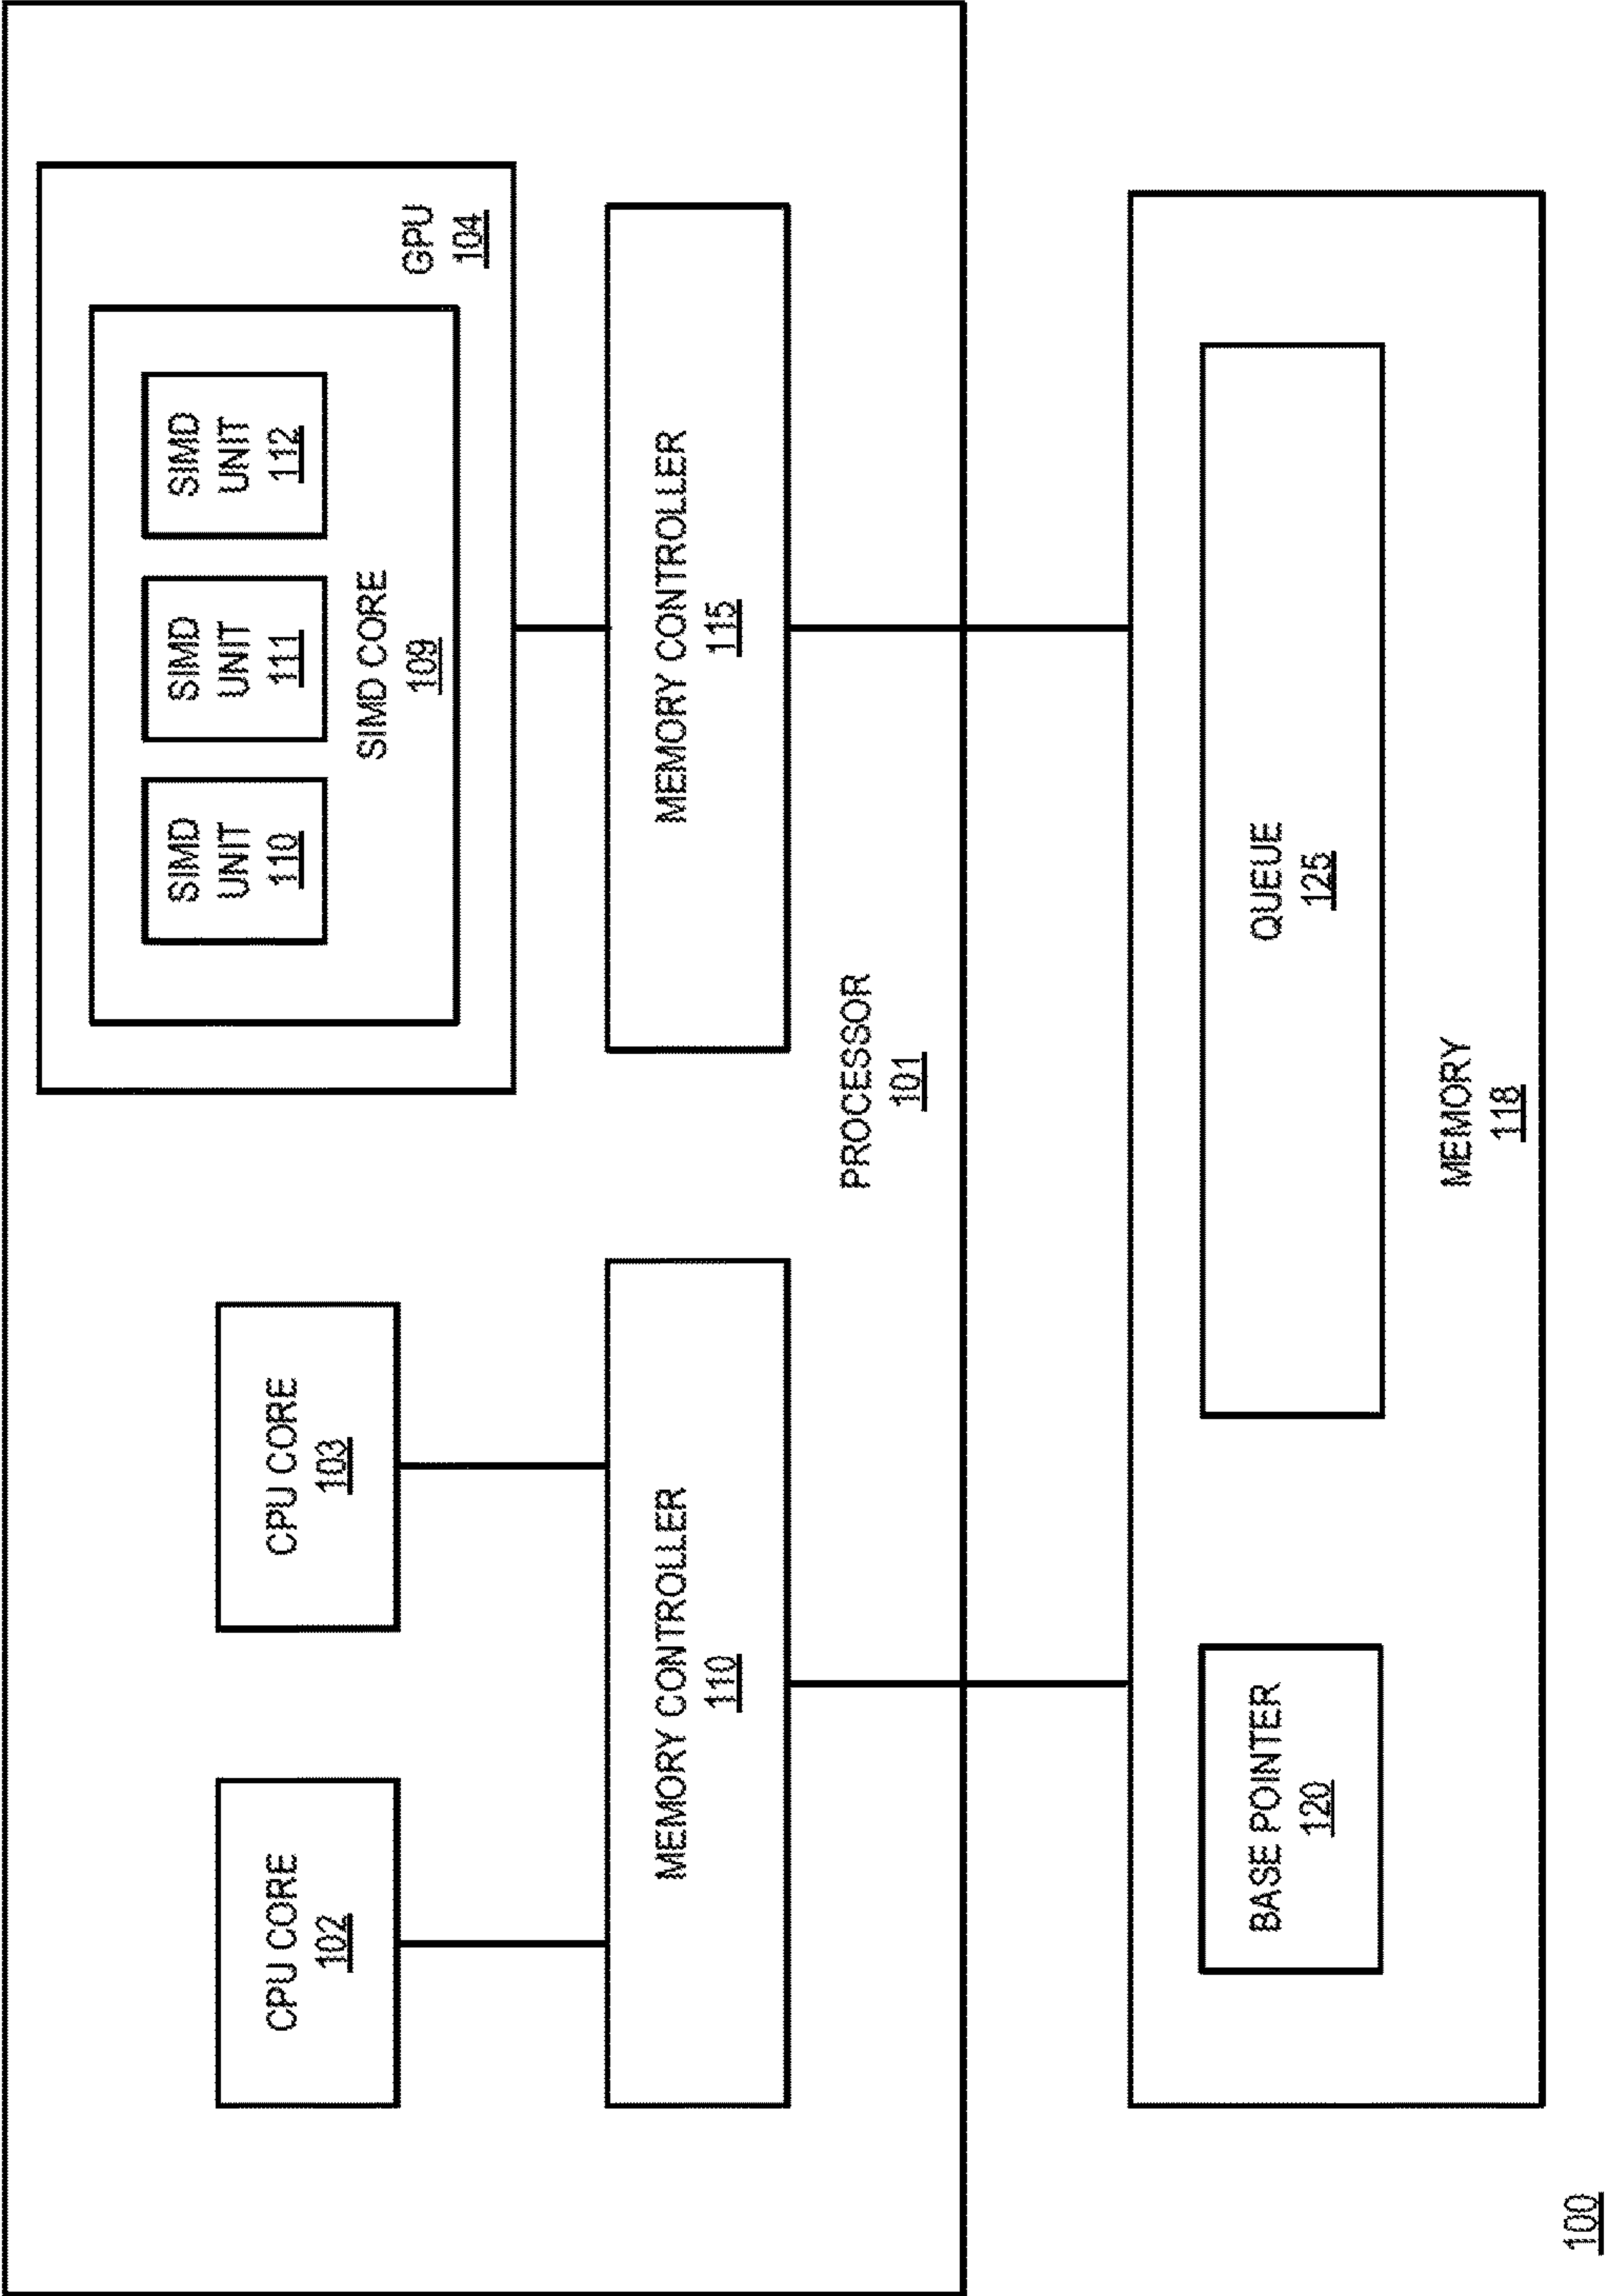 SIMD
UNIT
110
SIMD
UNIT
111
SIMD
UNIT
112
SIMD CORE
109
GPU
104
CPU CORE
102
CPU CORE
103
MEMORY CONTROLLER
110
MEMORY CONTROLLER
115
PROCESSOR
101
BASE POINTER
120
QUEUE
125
MEMORY
118
100